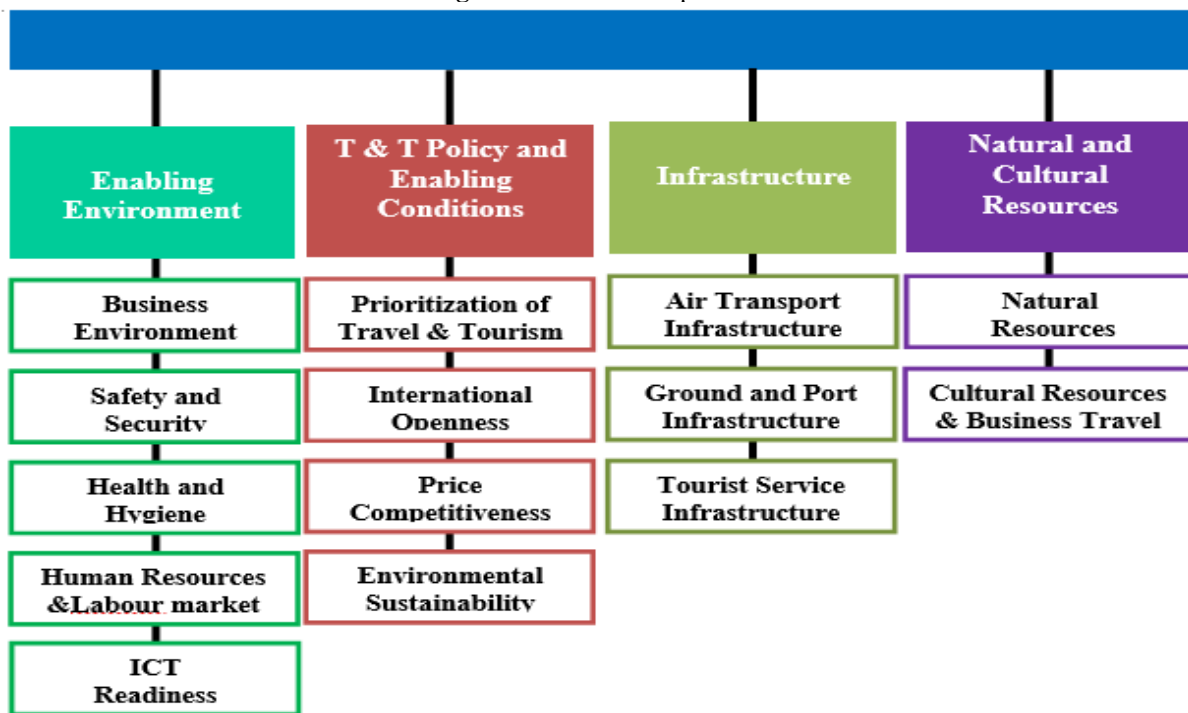 Enabling
Environment
T & T Policy and
Enabling
Conditions
Infrastructure
Natural and
Cultural
Resources
Business
Environment
Safety and
Security
Health and
Hygiene
Human Resources
&Labour market
ICT
Readiness
Prioritization of
Travel & Tourism
International
Openness
Price
Competitiveness
Environmental
Sustainability
Air Transport
Infrastructure
Ground and Port
Infrastructure
Tourist Service
Infrastructure
Natural
Resources
Cultural Resources
& Business Travel